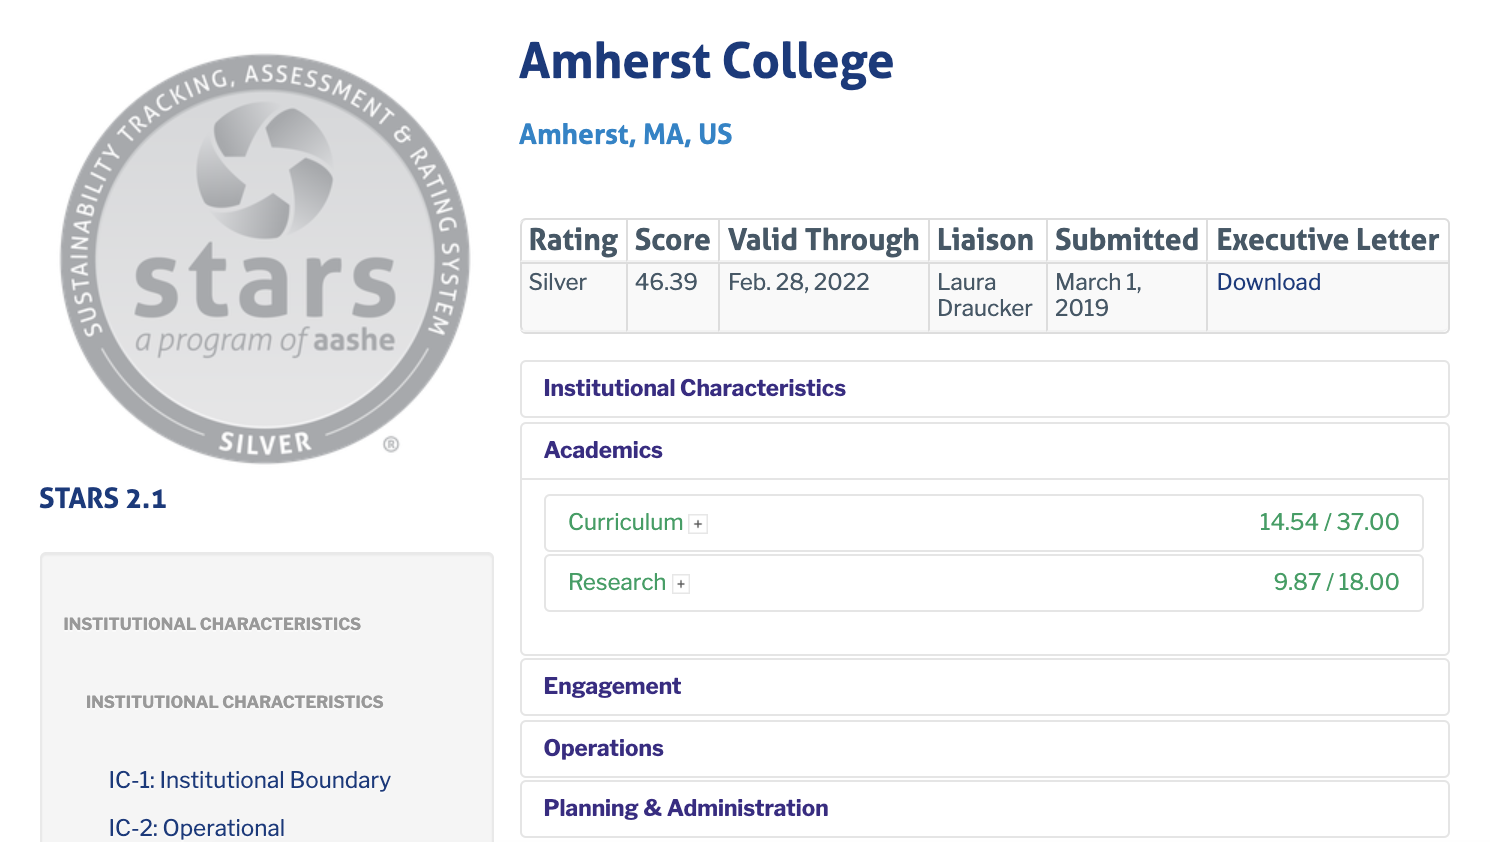 SUSTAINABILITY TRACKING, ASSESSMENT & RATING SYSTEM
stars
a program of aashe
SILVER
®
STARS 2.1
Amherst College
Amherst, MA, US
Rating Score Valid Through Liaison Submitted Executive Letter
Silver 46.39 Feb. 28, 2022 Laura Draucker March 1, 2019 Download
Institutional Characteristics
Academics
Curriculum + 14.54 / 37.00
Research + 9.87 / 18.00
Engagement
Operations
Planning & Administration
INSTITUTIONAL CHARACTERISTICS
INSTITUTIONAL CHARACTERISTICS
IC-1: Institutional Boundary
IC-2: Operational